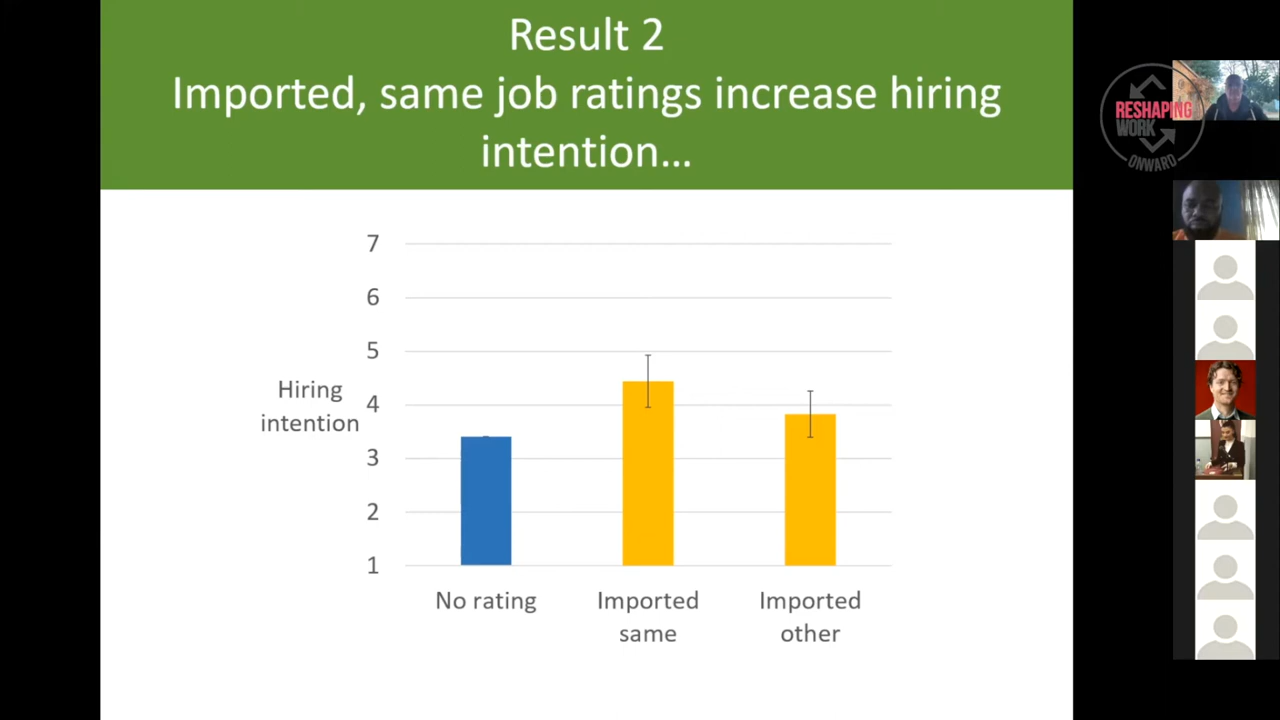 Result 2
Imported, same job ratings increase hiring
intention...
7
6
5
4
3
2
1
Hiring
intention
No rating
Imported
same
Imported
other
RESHAPING
WORK
ONWARD